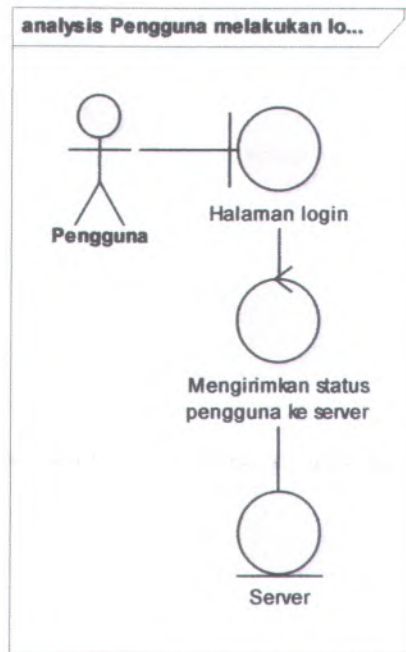 analysis Pengguna melakukan lo...
Pengguna
Halaman login
Mengirimkan status
pengguna ke server
Server